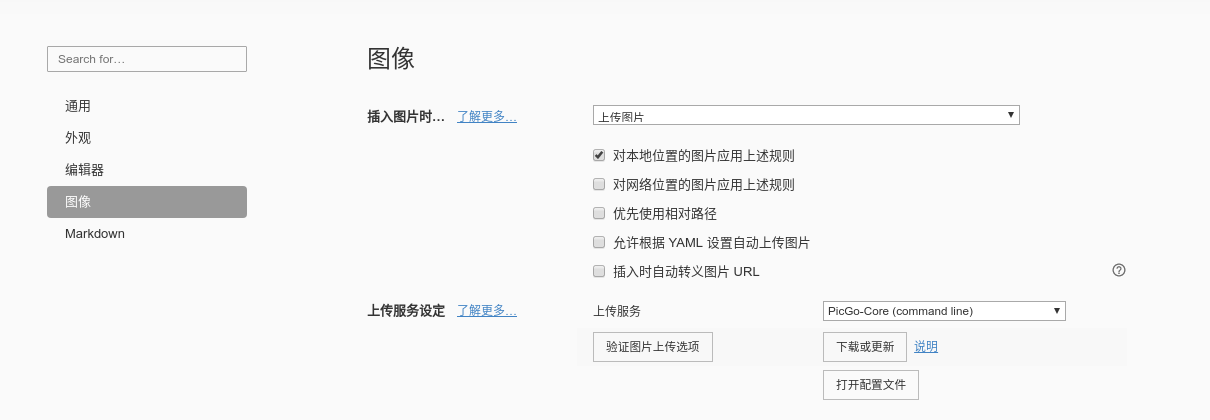 Search for…
通用
外观
编辑器
图像
Markdown
图像
插入图片时… 了解更多… 上传图片
对本地位置的图片应用上述规则
对网络位置的图片应用上述规则
优先使用相对路径
允许根据 YAML 设置自动上传图片
插入时自动转义图片 URL
上传服务设定 了解更多… 上传服务 PicGo-Core (command line)
验证图片上传选项 下载或更新 说明
打开配置文件